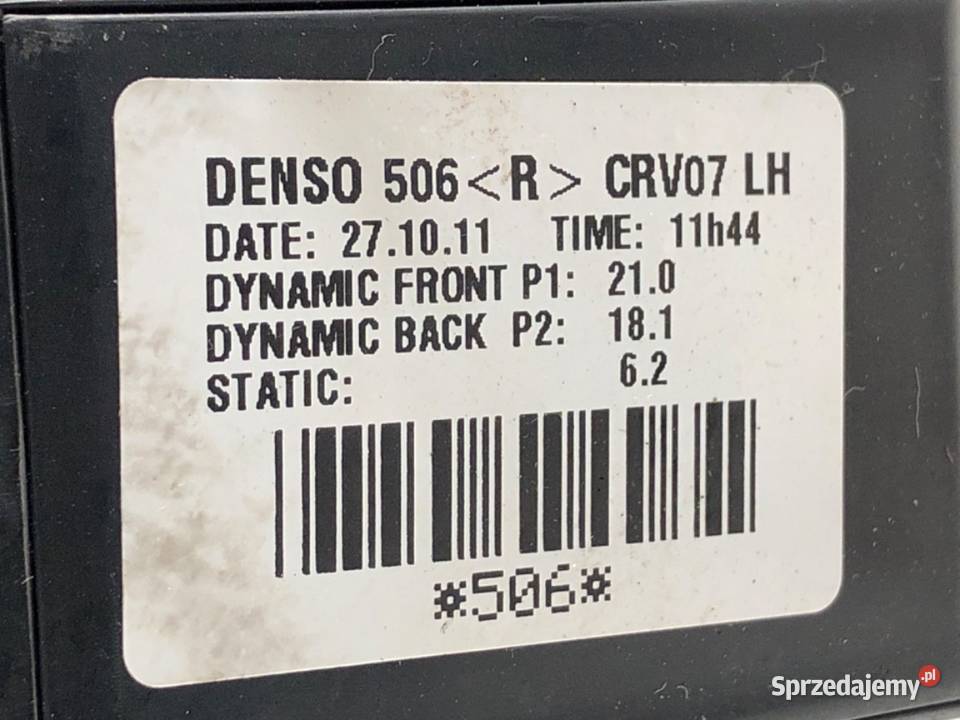 DENSO 506 <R> CRV07 LH
DATE: 27.10.11 TIME: 11h44
DYNAMIC FRONT P1: 21.0
DYNAMIC BACK P2: 18.1
STATIC: 6.2
*506*
Sprzedajemy.pl